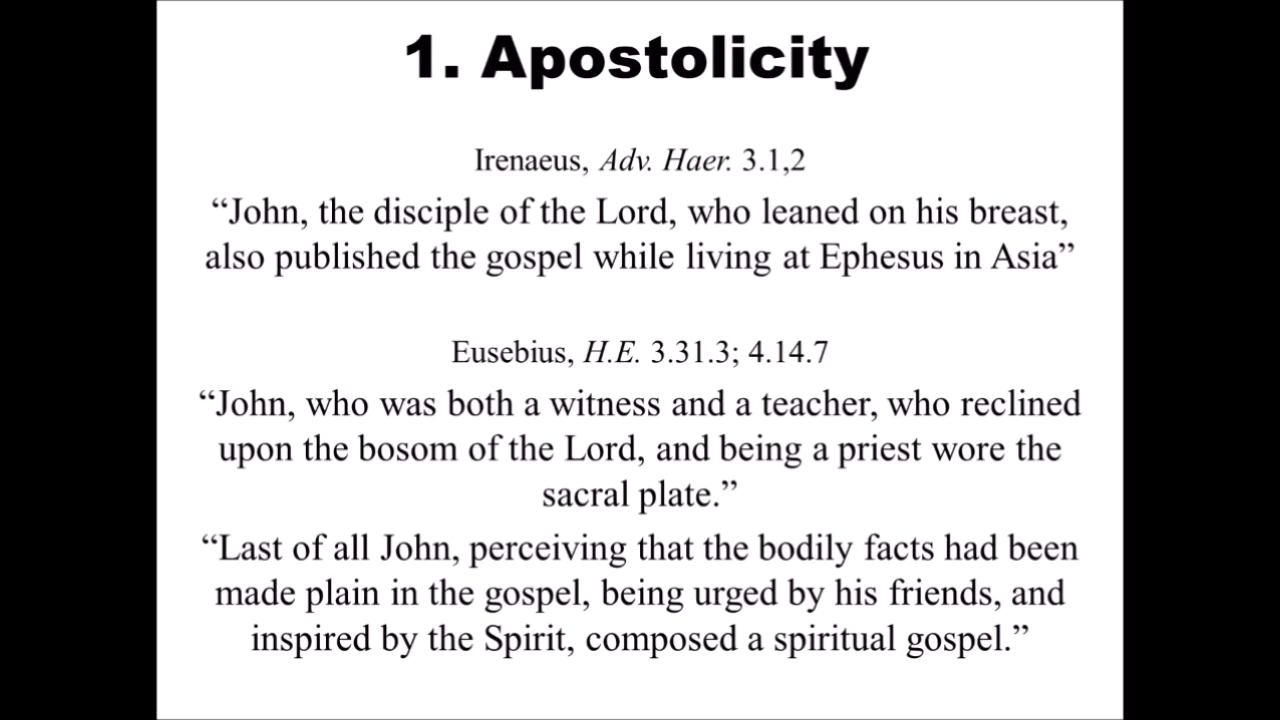 1. Apostolicity
Irenaeus, Adv. Haer. 3.1,2
“John, the disciple of the Lord, who leaned on his breast,
also published the gospel while living at Ephesus in Asia”
Eusebius, H.E. 3.31.3; 4.14.7
“John, who was both a witness and a teacher, who reclined
upon the bosom of the Lord, and being a priest wore the
sacral plate.”
“Last of all John, perceiving that the bodily facts had been
made plain in the gospel, being urged by his friends, and
inspired by the Spirit, composed a spiritual gospel.”